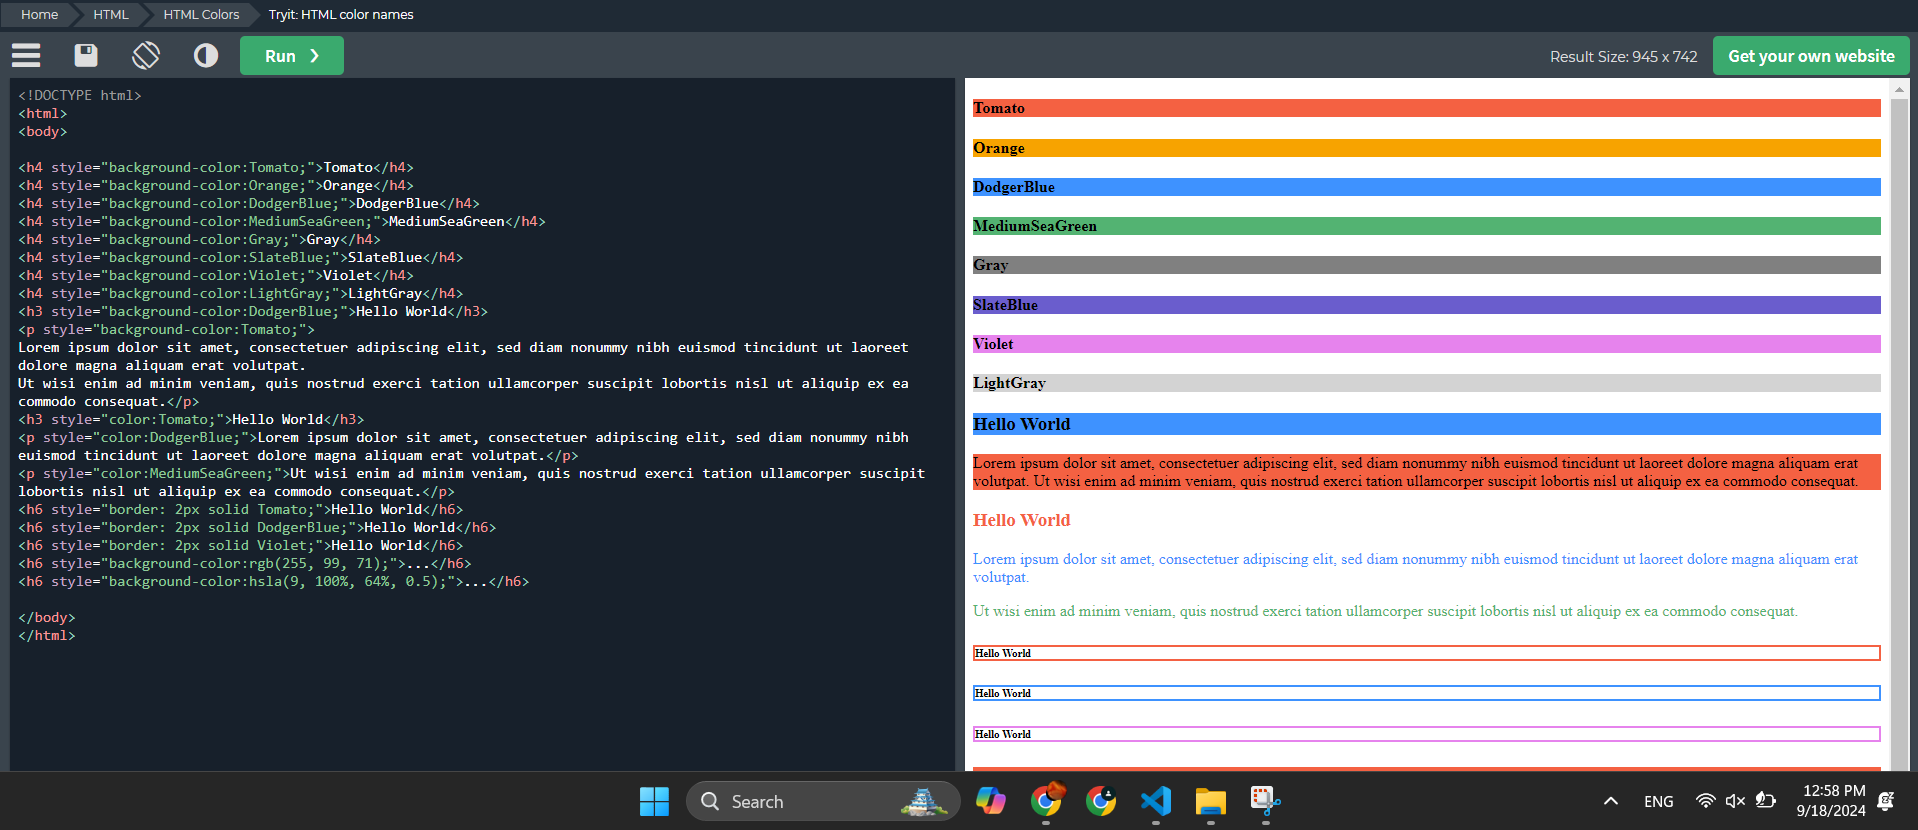 Home HTML HTML Colors Tryit: HTML color names
Run ❯ Result Size: 945 x 742 Get your own website
<!DOCTYPE html>
<html>
<body>
<h4 style="background-color:Tomato;">Tomato</h4>
<h4 style="background-color:Orange;">Orange</h4>
<h4 style="background-color:DodgerBlue;">DodgerBlue</h4>
<h4 style="background-color:MediumSeaGreen;">MediumSeaGreen</h4>
<h4 style="background-color:Gray;">Gray</h4>
<h4 style="background-color:SlateBlue;">SlateBlue</h4>
<h4 style="background-color:Violet;">Violet</h4>
<h4 style="background-color:LightGray;">LightGray</h4>
<h3 style="background-color:DodgerBlue;">Hello World</h3>
<p style="background-color:Tomato;">
Lorem ipsum dolor sit amet, consectetuer adipiscing elit, sed diam nonummy nibh euismod tincidunt ut laoreet
dolore magna aliquam erat volutpat.
Ut wisi enim ad minim veniam, quis nostrud exerci tation ullamcorper suscipit lobortis nisl ut aliquip ex ea
commodo consequat.</p>
<h3 style="color:Tomato;">Hello World</h3>
<p style="color:DodgerBlue;">Lorem ipsum dolor sit amet, consectetuer adipiscing elit, sed diam nonummy nibh
euismod tincidunt ut laoreet dolore magna aliquam erat volutpat.</p>
<p style="color:MediumSeaGreen;">Ut wisi enim ad minim veniam, quis nostrud exerci tation ullamcorper suscipit
lobortis nisl ut aliquip ex ea commodo consequat.</p>
<h6 style="border: 2px solid Tomato;">Hello World</h6>
<h6 style="border: 2px solid DodgerBlue;">Hello World</h6>
<h6 style="border: 2px solid Violet;">Hello World</h6>
<h6 style="background-color:rgb(255, 99, 71);">...</h6>
<h6 style="background-color:hsla(9, 100%, 64%, 0.5);">...</h6>
</body>
</html>
Tomato
Orange
DodgerBlue
MediumSeaGreen
Gray
SlateBlue
Violet
LightGray
Hello World
Lorem ipsum dolor sit amet, consectetuer adipiscing elit, sed diam nonummy nibh euismod tincidunt ut laoreet dolore magna aliquam erat
volutpat. Ut wisi enim ad minim veniam, quis nostrud exerci tation ullamcorper suscipit lobortis nisl ut aliquip ex ea commodo consequat.
Hello World
Lorem ipsum dolor sit amet, consectetuer adipiscing elit, sed diam nonummy nibh euismod tincidunt ut laoreet dolore magna aliquam erat
volutpat.
Ut wisi enim ad minim veniam, quis nostrud exerci tation ullamcorper suscipit lobortis nisl ut aliquip ex ea commodo consequat.
Hello World
Hello World
Hello World
Search ENG 12:58 PM
9/18/2024